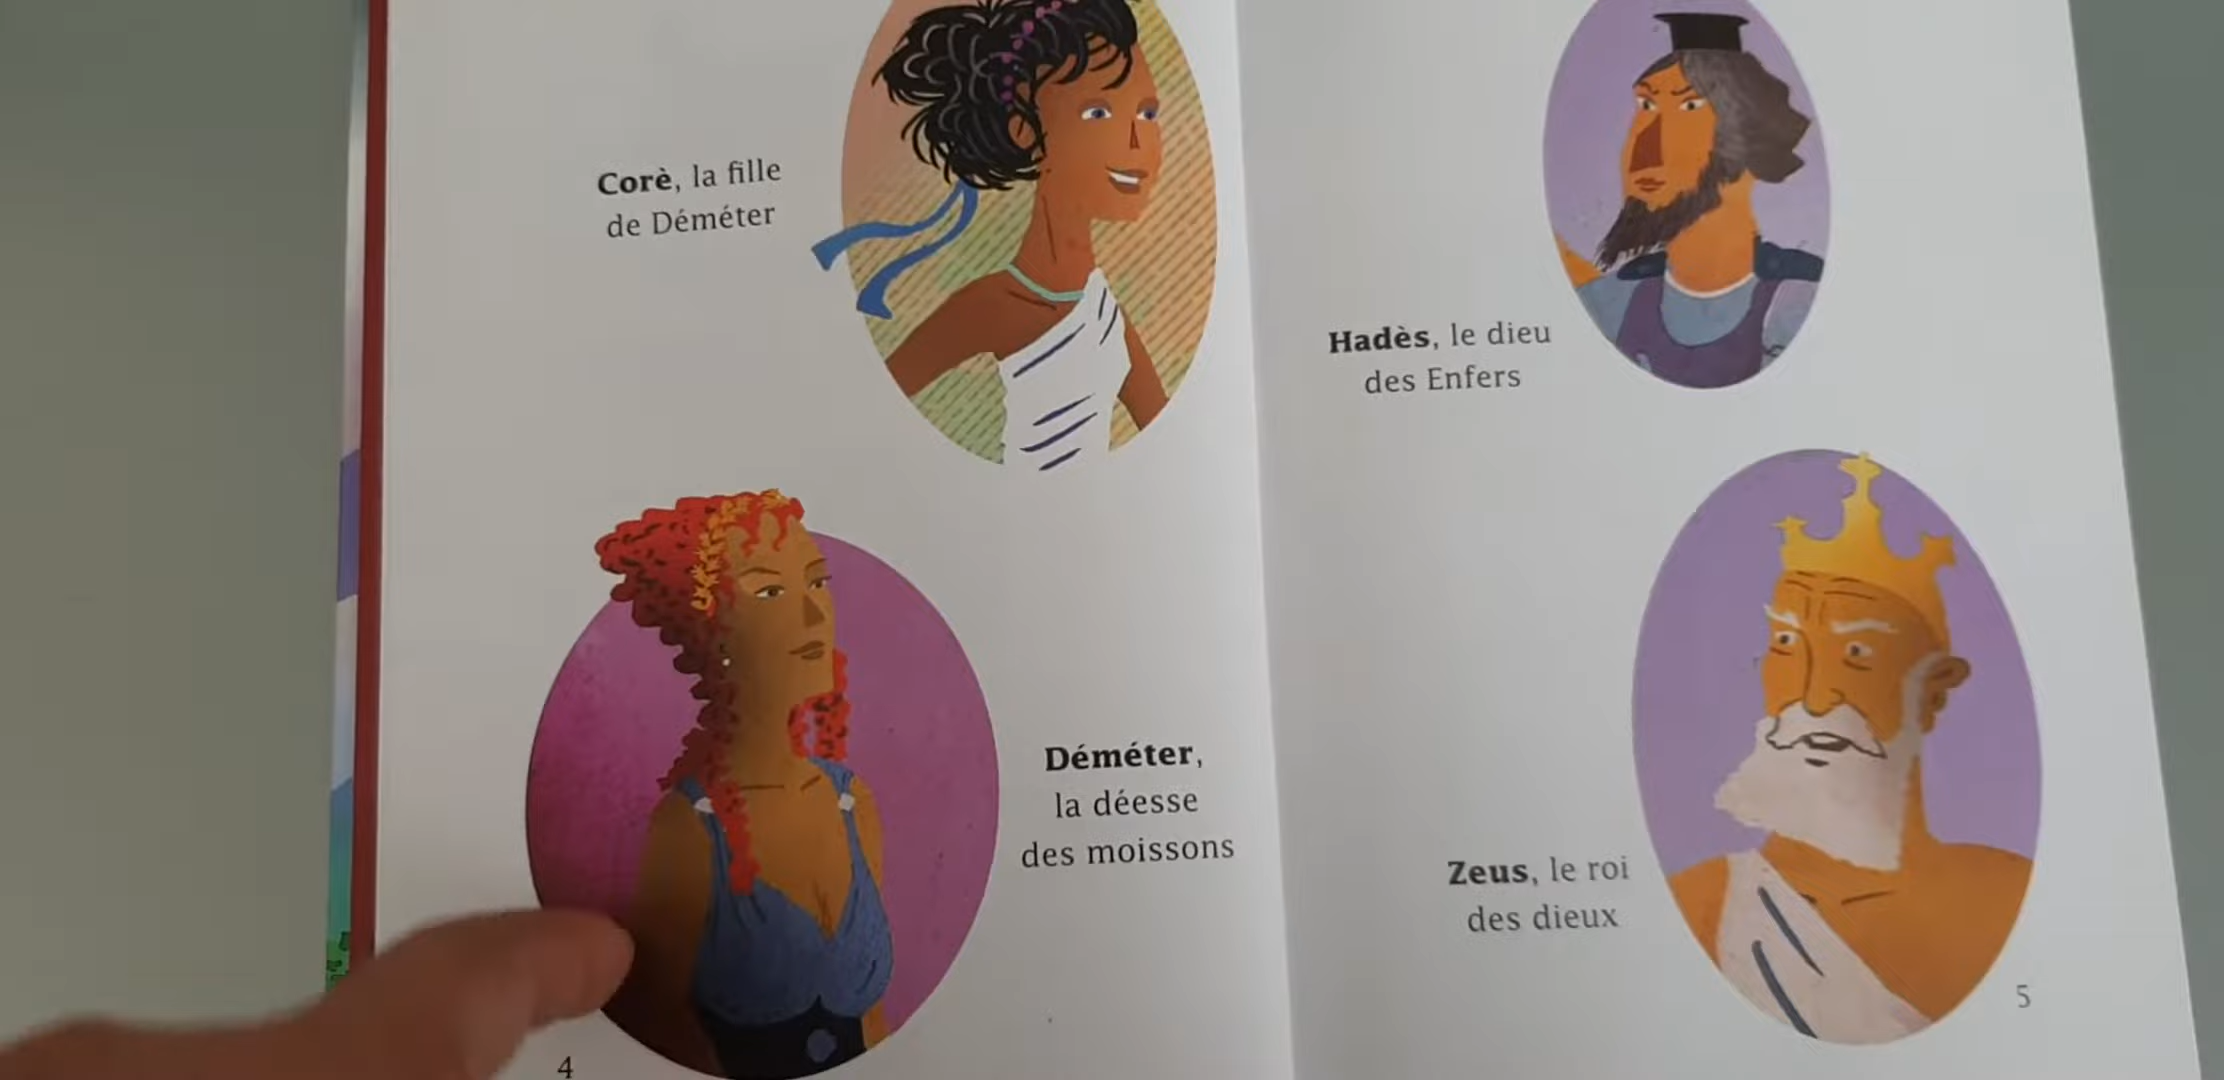 Corè, la fille
de Déméter
Déméter,
la déesse
des moissons
4
Hadès, le dieu
des Enfers
Zeus, le roi
des dieux
5